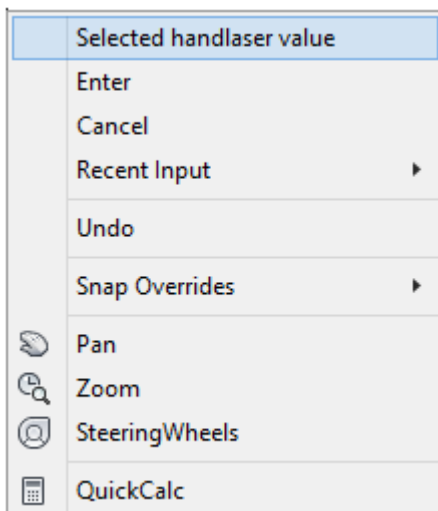 Selected handlaser value
Enter
Cancel
Recent Input
Undo
Snap Overrides
Pan
Zoom
SteeringWheels
QuickCalc